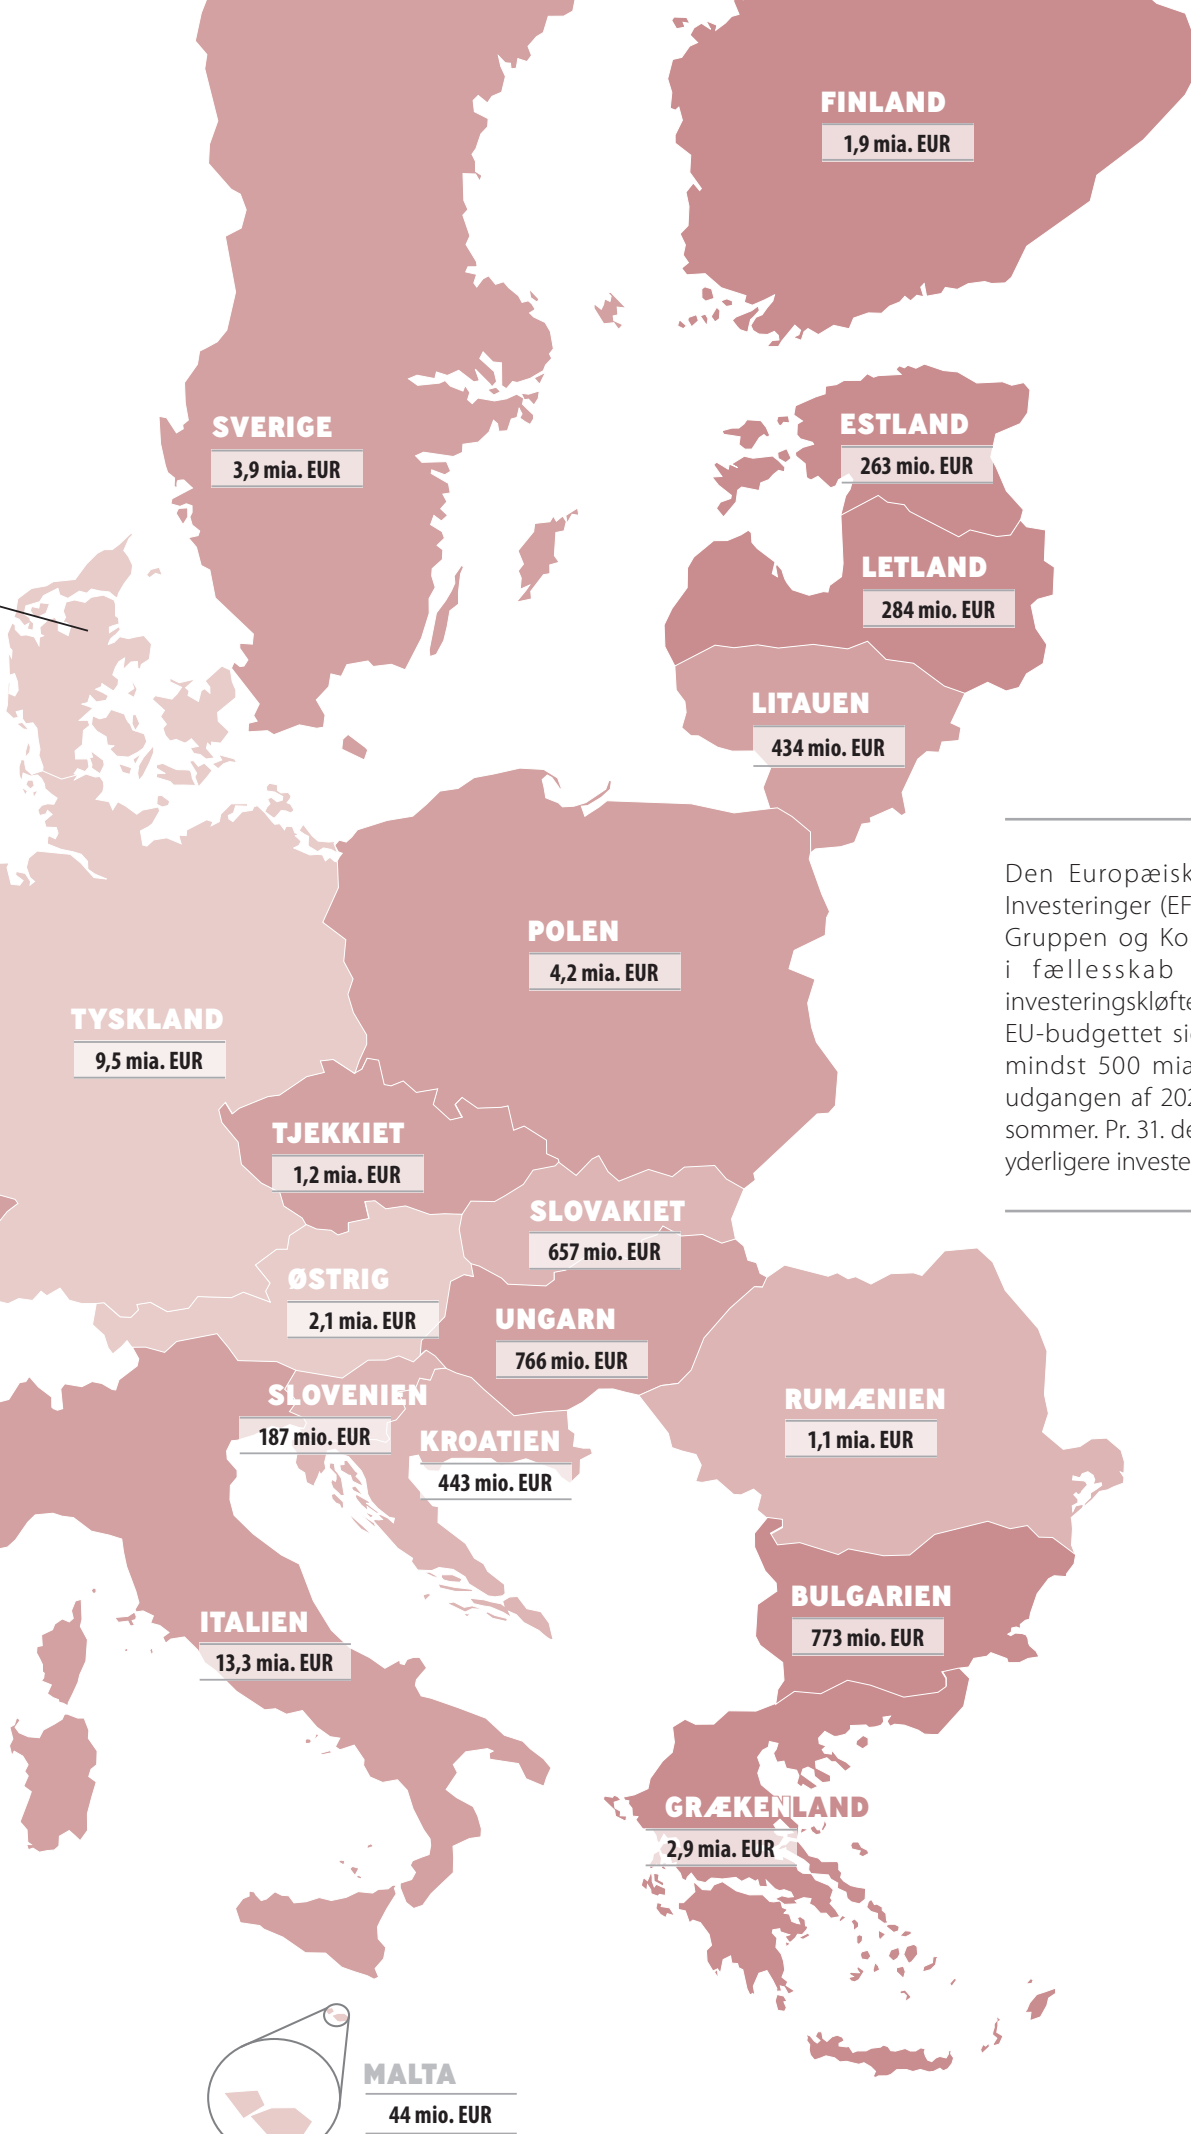 FINLAND
1,9 mia. EUR
SVERIGE
3,9 mia. EUR
ESTLAND
263 mio. EUR
LETLAND
284 mio. EUR
LITAUEN
434 mio. EUR
Den Europæisk
Investeringer (EF
Gruppen og Ko
i fællesskab
investeringskløfte
EU-budgettet si
mindst 500 mia
udgangen af 202
sommer. Pr. 31. de
yderligere investe
POLEN
4,2 mia. EUR
TYSKLAND
9,5 mia. EUR
TJEKKIET
1,2 mia. EUR
SLOVAKIET
657 mio. EUR
ØSTRIG
2,1 mia. EUR
UNGARN
766 mio. EUR
SLOVENIEN
187 mio. EUR
KROATIEN
443 mio. EUR
RUMÆNIEN
1,1 mia. EUR
BULGARIEN
773 mio. EUR
ITALIEN
13,3 mia. EUR
GRÆKENLAND
2,9 mia. EUR
MALTA
44 mio. EUR